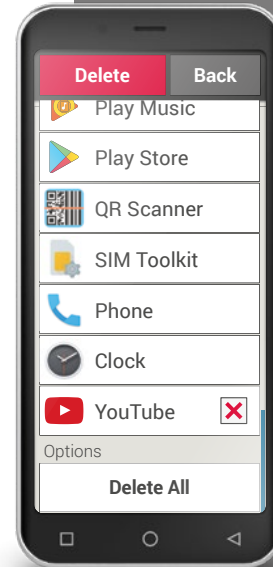 Delete Back
Play Music
Play Store
QR Scanner
SIM Toolkit
Phone
Clock
YouTube
Options
Delete All